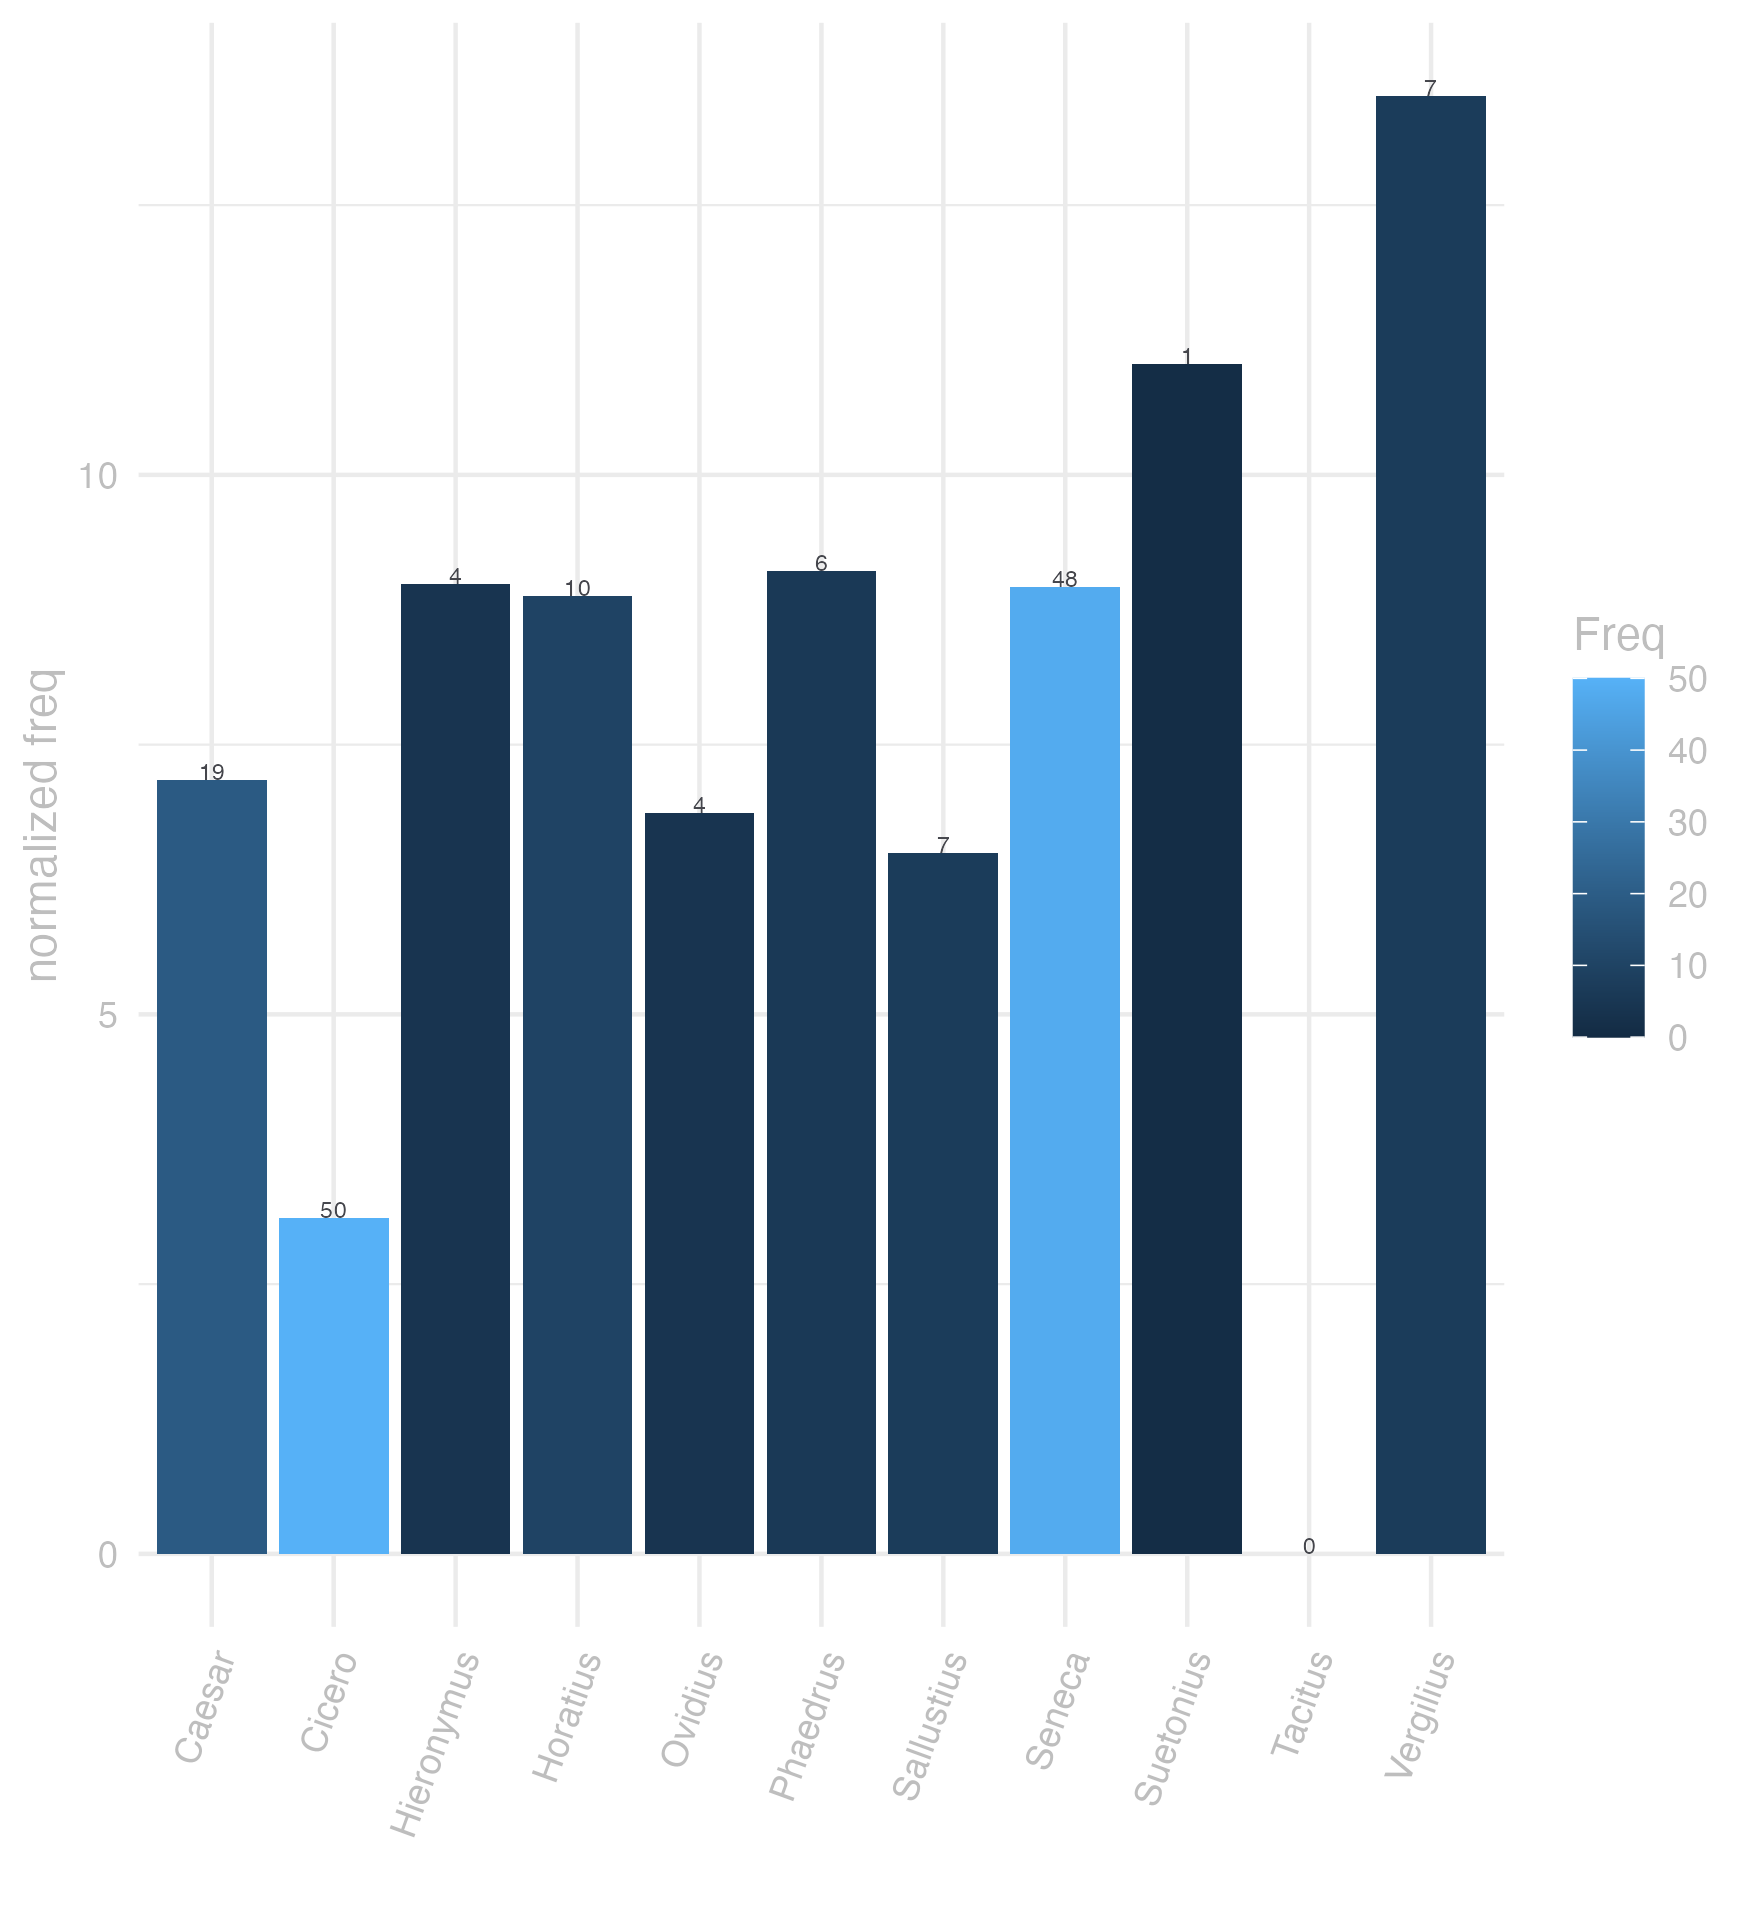 7
1
10
6
4
48
10
Freq
50
19
40
4
30
7
20
normalized freq
10
5
0
50
0
0
Caesar
Cicero
Hieronymus
Horatius
Ovidius
Phaedrus
Sallustius
Seneca
Suetonius
Tacitus
Vergilius